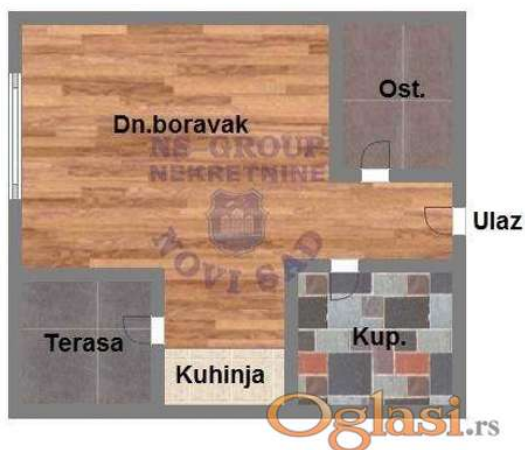 Ost.
Dn.boravak
NS GROUP
NEKRETNINE
Ulaz
NOVI SAD
Terasa
Kup.
Kuhinja
Oglasi.rs